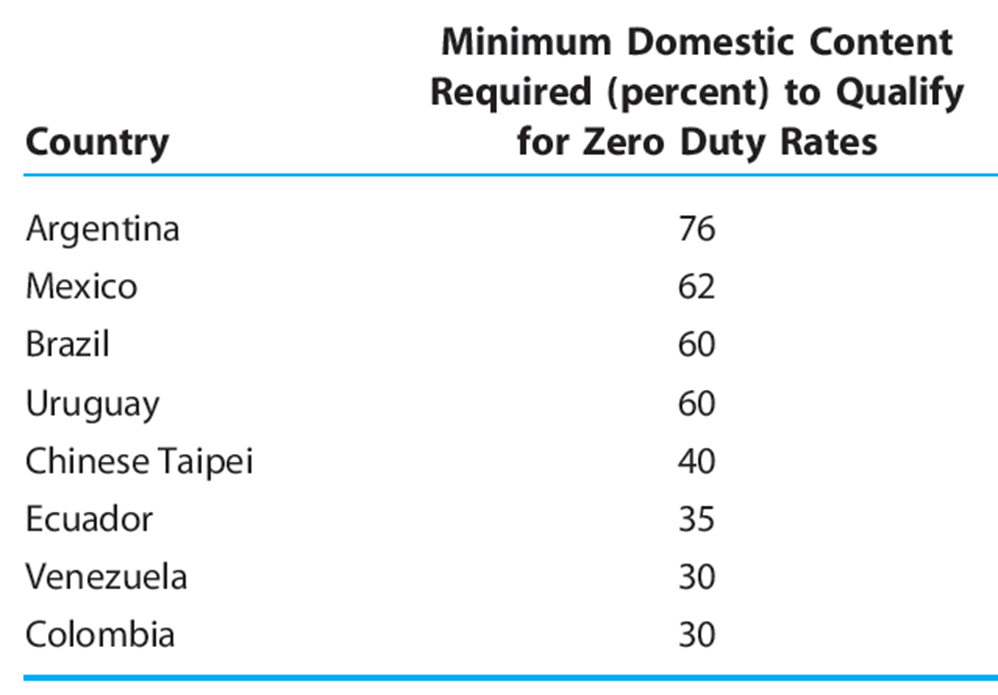 Minimum Domestic Content
Required (percent) to Qualify
Country for Zero Duty Rates
Argentina 76
Mexico 62
Brazil 60
Uruguay 60
Chinese Taipei 40
Ecuador 35
Venezuela 30
Colombia 30